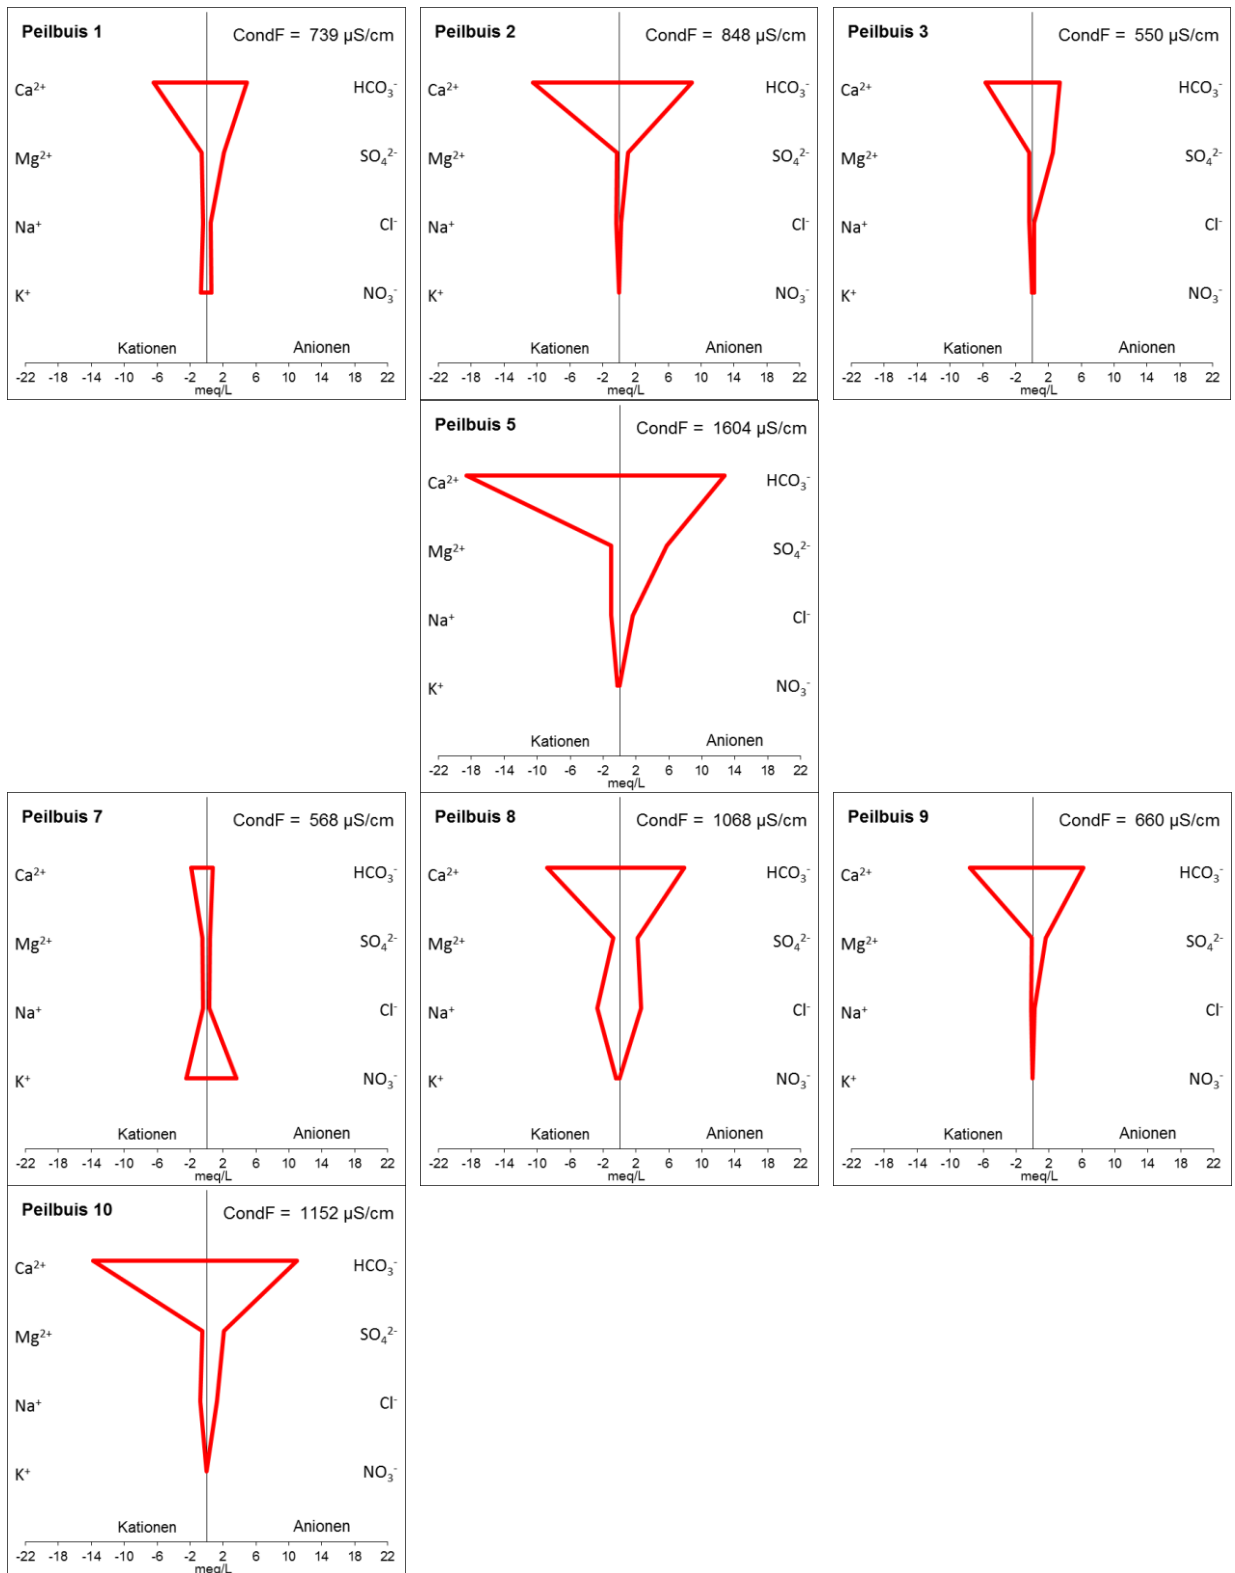 Peilbuis 1 CondF = 739 µS/cm
Ca²⁺ HCO₃⁻
Mg²⁺ SO₄²⁻
Na⁺ Cl⁻
K⁺ NO₃⁻
Kationen Anionen
-22 -18 -14 -10 -6 -2 2 6 10 14 18 22
meq/L
Peilbuis 2 CondF = 848 µS/cm
Ca²⁺ HCO₃⁻
Mg²⁺ SO₄²⁻
Na⁺ Cl⁻
K⁺ NO₃⁻
Kationen Anionen
-22 -18 -14 -10 -6 -2 2 6 10 14 18 22
meq/L
Peilbuis 3 CondF = 550 µS/cm
Ca²⁺ HCO₃⁻
Mg²⁺ SO₄²⁻
Na⁺ Cl⁻
K⁺ NO₃⁻
Kationen Anionen
-22 -18 -14 -10 -6 -2 2 6 10 14 18 22
meq/L
Peilbuis 5 CondF = 1604 µS/cm
Ca²⁺ HCO₃⁻
Mg²⁺ SO₄²⁻
Na⁺ Cl⁻
K⁺ NO₃⁻
Kationen Anionen
-22 -18 -14 -10 -6 -2 2 6 10 14 18 22
meq/L
Peilbuis 7 CondF = 568 µS/cm
Ca²⁺ HCO₃⁻
Mg²⁺ SO₄²⁻
Na⁺ Cl⁻
K⁺ NO₃⁻
Kationen Anionen
-22 -18 -14 -10 -6 -2 2 6 10 14 18 22
meq/L
Peilbuis 8 CondF = 1068 µS/cm
Ca²⁺ HCO₃⁻
Mg²⁺ SO₄²⁻
Na⁺ Cl⁻
K⁺ NO₃⁻
Kationen Anionen
-22 -18 -14 -10 -6 -2 2 6 10 14 18 22
meq/L
Peilbuis 9 CondF = 660 µS/cm
Ca²⁺ HCO₃⁻
Mg²⁺ SO₄²⁻
Na⁺ Cl⁻
K⁺ NO₃⁻
Kationen Anionen
-22 -18 -14 -10 -6 -2 2 6 10 14 18 22
meq/L
Peilbuis 10 CondF = 1152 µS/cm
Ca²⁺ HCO₃⁻
Mg²⁺ SO₄²⁻
Na⁺ Cl⁻
K⁺ NO₃⁻
Kationen Anionen
-22 -18 -14 -10 -6 -2 2 6 10 14 18 22
meq/L